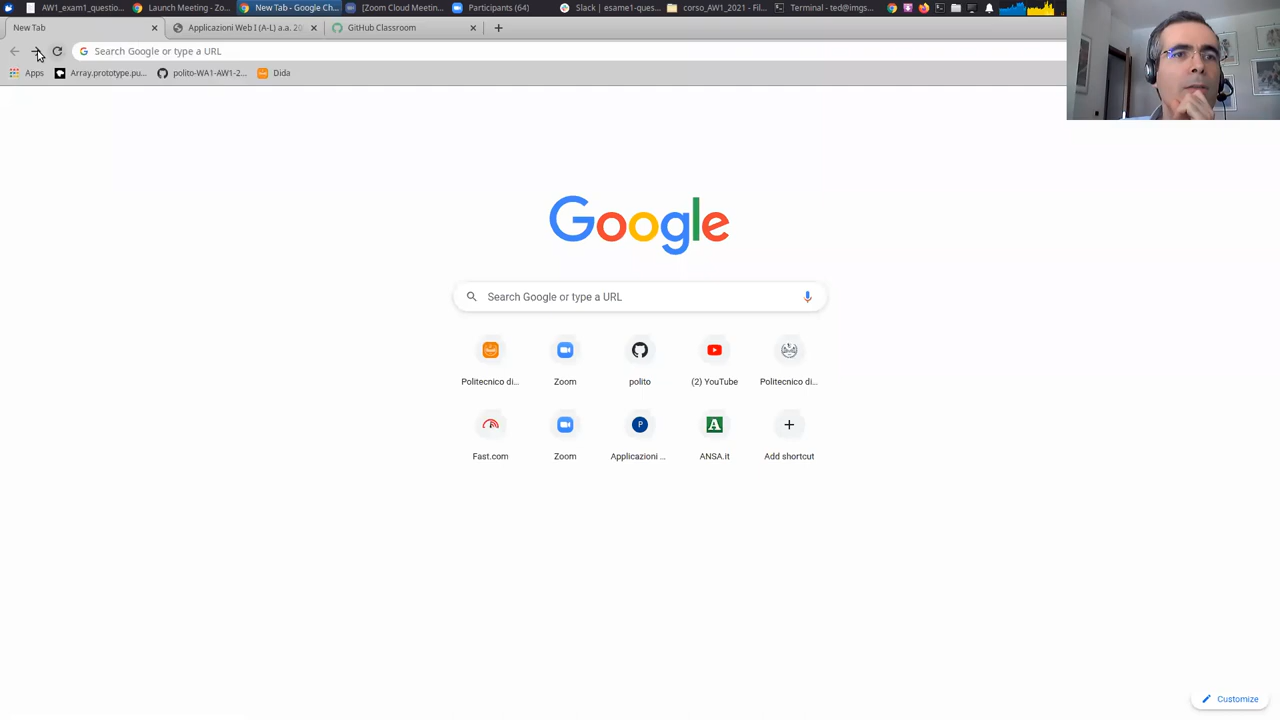 AW1_exam1_questio...
Launch Meeting - Zo...
New Tab - Google Ch...
[Zoom Cloud Meetin...
Participants (64)
Slack | esame1-ques...
corso_AW1_2021 - Fil...
Terminal - ted@imgs...
New Tab
Applicazioni Web I (A-L) a.a. 20
GitHub Classroom
Search Google or type a URL
Apps
Array.prototype.pu...
polito-WA1-AW1-2...
Dida
Google
Search Google or type a URL
Politecnico di...
Zoom
polito
(2) YouTube
Politecnico di...
Fast.com
Zoom
P
Applicazioni ...
A
ANSA.it
Add shortcut
Customize